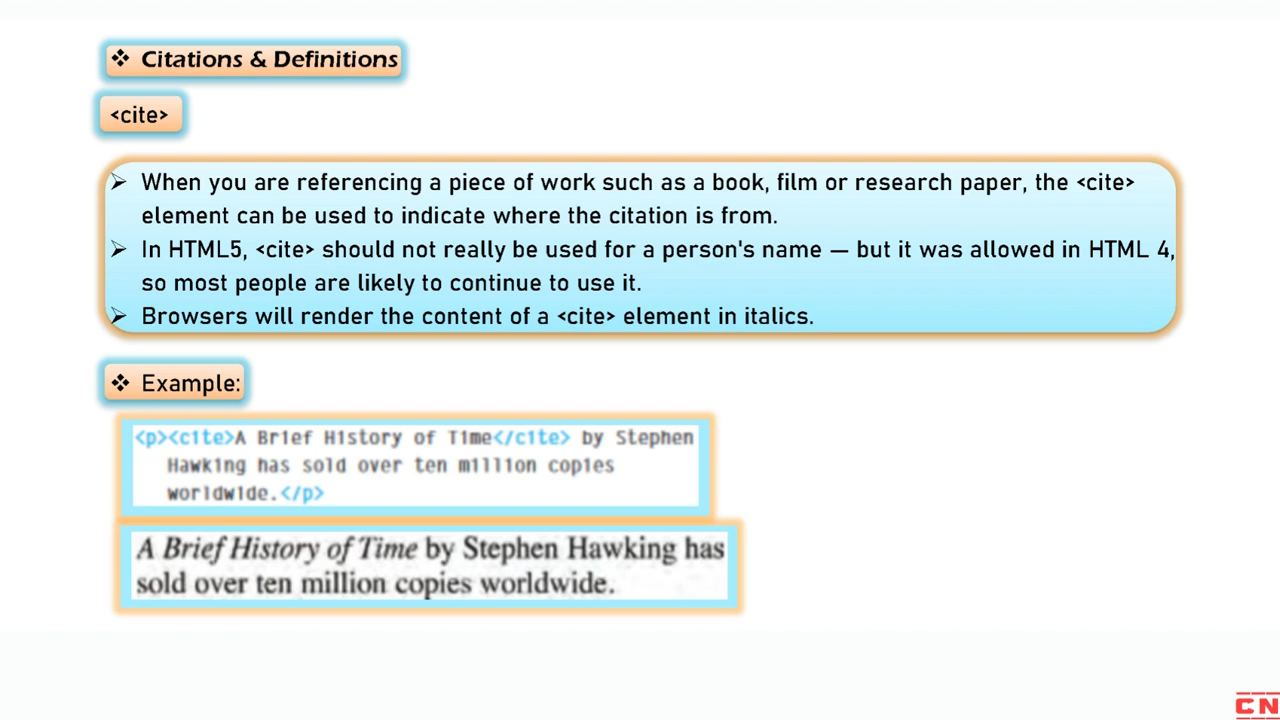 ❖ Citations & Definitions
<cite>
➢ When you are referencing a piece of work such as a book, film or research paper, the <cite>
element can be used to indicate where the citation is from.
➢ In HTML5, <cite> should not really be used for a person's name — but it was allowed in HTML 4,
so most people are likely to continue to use it.
➢ Browsers will render the content of a <cite> element in italics.
❖ Example:
<p><cite>A Brief History of Time</cite> by Stephen
Hawking has sold over ten million copies
worldwide.</p>
A Brief History of Time by Stephen Hawking has
sold over ten million copies worldwide.
CN